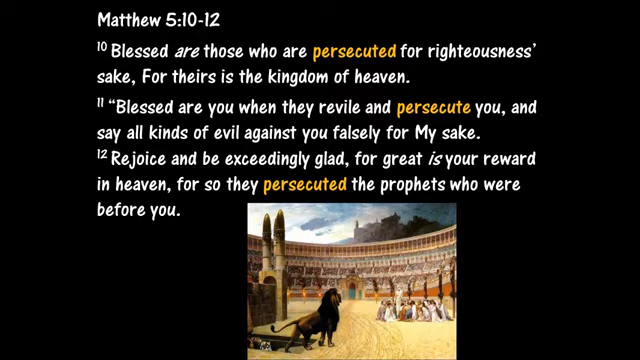 Matthew 5:10-12
10 Blessed are those who are persecuted for righteousness'
sake, For theirs is the kingdom of heaven.
11 "Blessed are you when they revile and persecute you, and
say all kinds of evil against you falsely for My sake.
12 Rejoice and be exceedingly glad, for great is your reward
in heaven, for so they persecuted the prophets who were
before you.